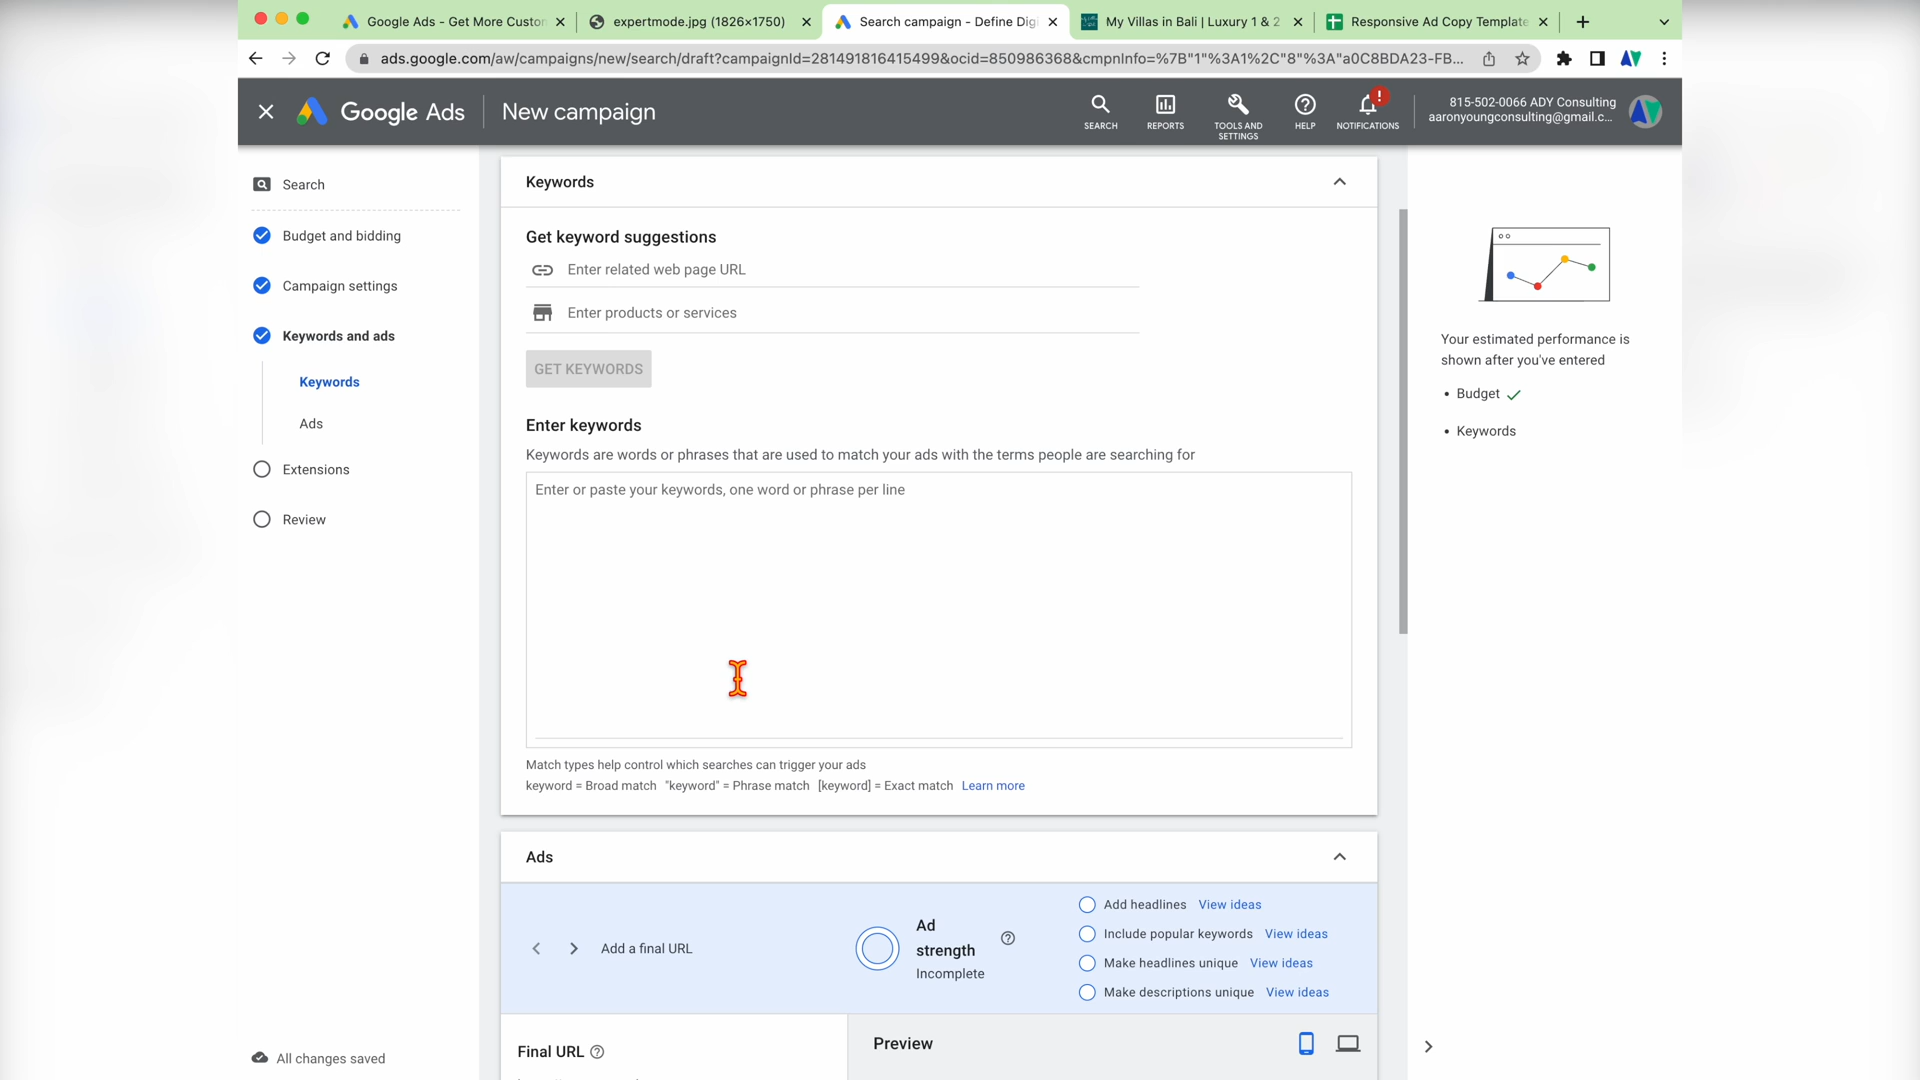 Google Ads - Get More Custon
expertmode.jpg (1826×1750)
Search campaign - Define Digi
My Villas in Bali | Luxury 1 & 2
Responsive Ad Copy Template
ads.google.com/aw/campaigns/new/search/draft?campaignId=281491816415499&ocid=850986368&cmpnInfo=%7B"1"%3A1%2C"8"%3A"a0C8BDA23-FB...
Google Ads
New campaign
SEARCH
REPORTS
TOOLS AND
SETTINGS
HELP
!
NOTIFICATIONS
815-502-0066 ADY Consulting
aaronyoungconsulting@gmail.c...
Search
Budget and bidding
Campaign settings
Keywords and ads
Keywords
Ads
Extensions
Review
All changes saved
Keywords
Get keyword suggestions
Enter related web page URL
Enter products or services
GET KEYWORDS
Enter keywords
Keywords are words or phrases that are used to match your ads with the terms people are searching for
Enter or paste your keywords, one word or phrase per line
Match types help control which searches can trigger your ads
keyword = Broad match "keyword" = Phrase match [keyword] = Exact match Learn more
Ads
Add a final URL
Ad
strength
Incomplete
Add headlines View ideas
Include popular keywords View ideas
Make headlines unique View ideas
Make descriptions unique View ideas
Final URL
Preview
Your estimated performance is
shown after you've entered
• Budget
• Keywords